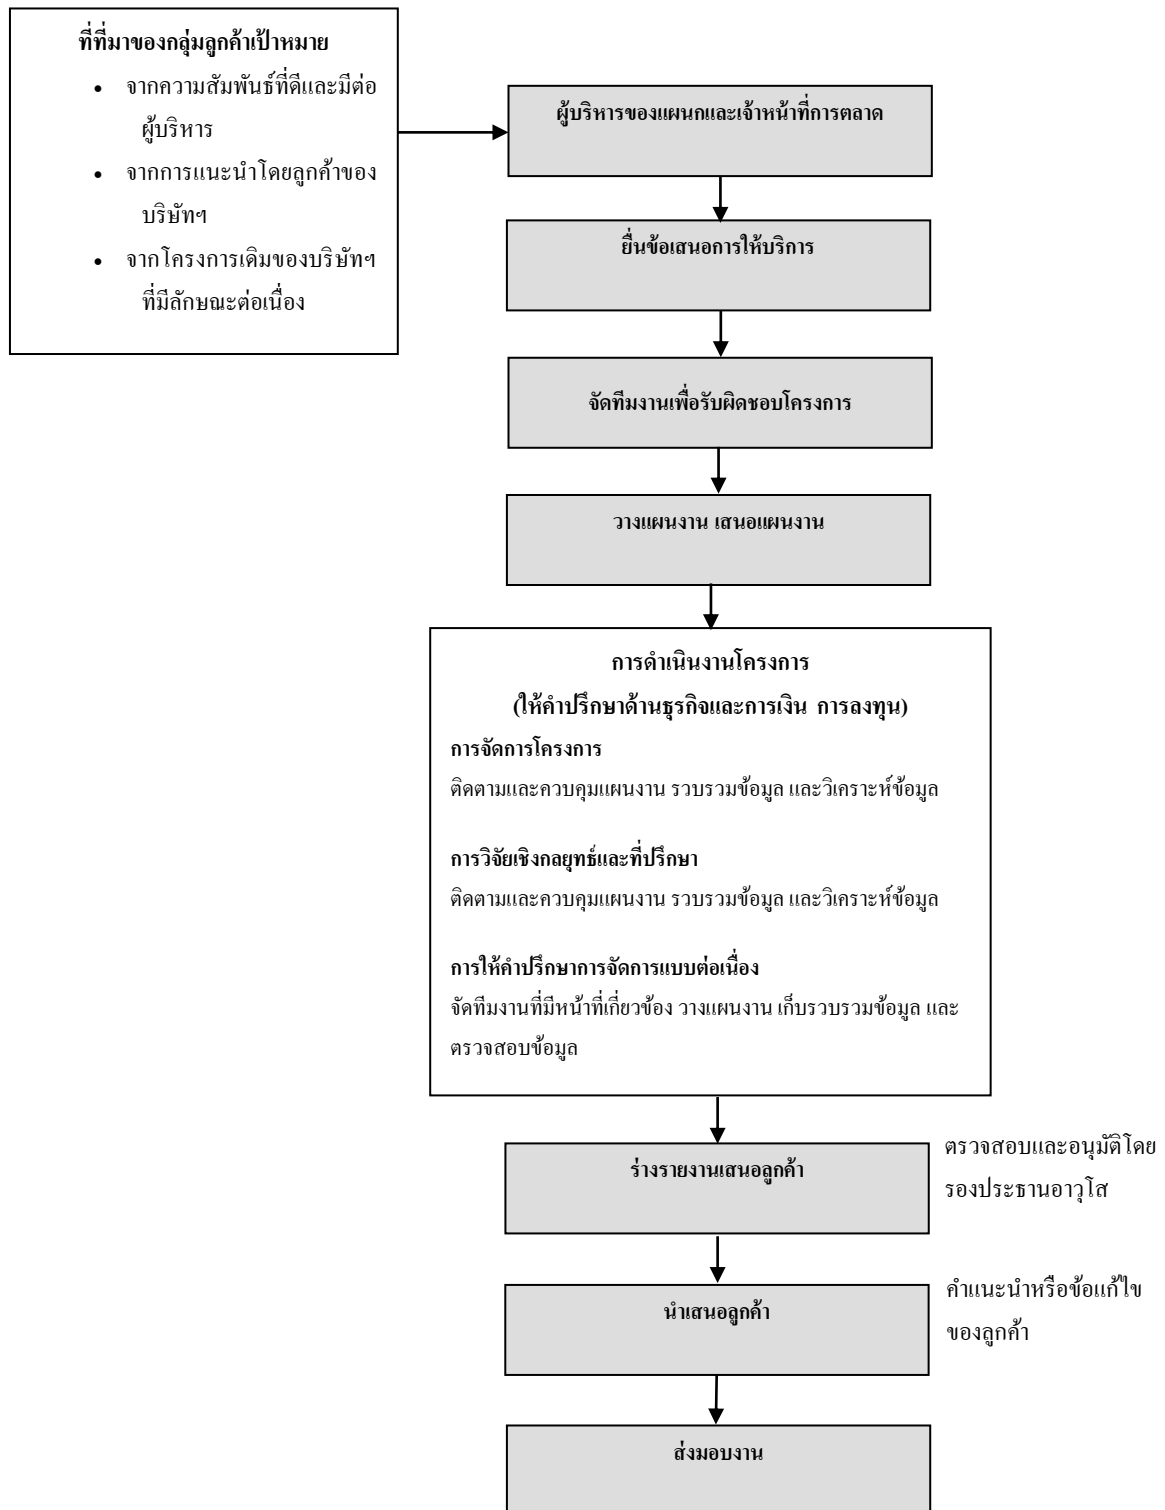 ที่ที่มาของกลุ่มลูกค้าเป้าหมาย
• จากความสัมพันธ์ที่ดีและมีต่อ
ผู้บริหาร
• จากการแนะนำโดยลูกค้าของ
บริษัทฯ
• จากโครงการเดิมของบริษัทฯ
ที่มีลักษณะต่อเนื่อง
ผู้บริหารของแผนกและเจ้าหน้าที่การตลาด
ยื่นข้อเสนอการให้บริการ
จัดทีมงานเพื่อรับผิดชอบโครงการ
วางแผนงาน เสนอแผนงาน
การดำเนินงานโครงการ
(ให้คำปรึกษาด้านธุรกิจและการเงิน การลงทุน)
การจัดการโครงการ
ติดตามและควบคุมแผนงาน รวบรวมข้อมูล และวิเคราะห์ข้อมูล
การวิจัยเชิงกลยุทธ์และที่ปรึกษา
ติดตามและควบคุมแผนงาน รวบรวมข้อมูล และวิเคราะห์ข้อมูล
การให้คำปรึกษาการจัดการแบบต่อเนื่อง
จัดทีมงานที่มีหน้าที่เกี่ยวข้อง วางแผนงาน เก็บรวบรวมข้อมูล และ
ตรวจสอบข้อมูล
ร่างรายงานเสนอลูกค้า
ตรวจสอบและอนุมัติโดย
รองประธานอาวุโส
นำเสนอลูกค้า
คำแนะนำหรือข้อแก้ไข
ของลูกค้า
ส่งมอบงาน